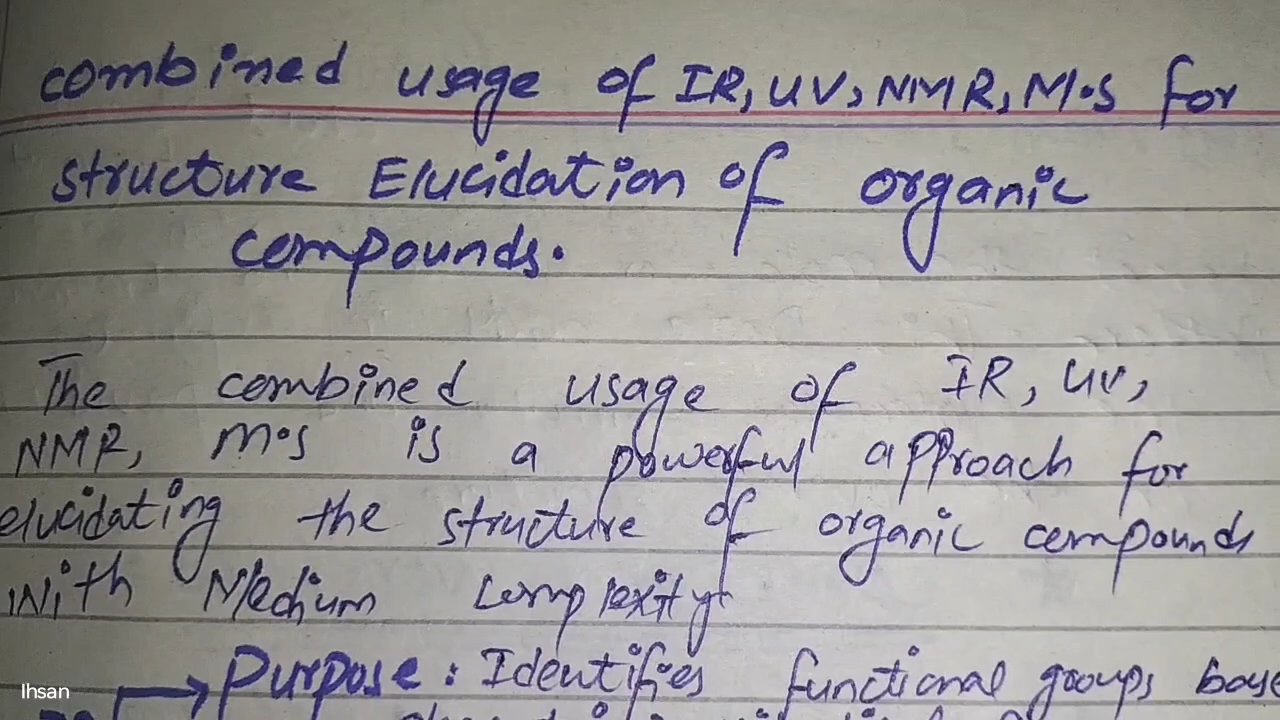 combined usage of IR, UV, NMR, M.S for
structure Elucidation of organic
compounds.
The combined usage of IR, UV,
NMR, M.S is a powerful approach for
elucidating the structure of organic compounds
with Medium complexity
Purpose: Identifies functional groups base
Ihsan